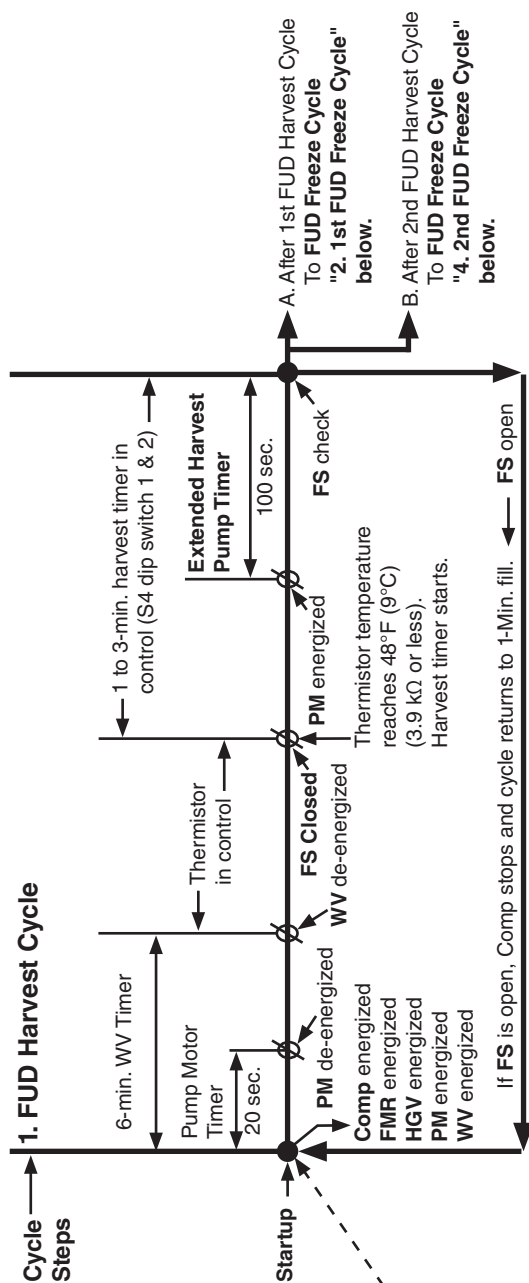 Cycle
Steps
1. FUD Harvest Cycle
6-min. WV Timer
Pump Motor
Timer
20 sec.
Thermistor
in control
1 to 3-min. harvest timer in
control (S4 dip switch 1 & 2)
Extended Harvest
Pump Timer
100 sec.
Startup
PM de-energized
WV de-energized
FS Closed
PM energized
FS check
Comp energized
FMR energized
HGV energized
PM energized
WV energized
Thermistor temperature
reaches 48°F (9°C)
(3.9 kΩ or less).
Harvest timer starts.
A. After 1st FUD Harvest Cycle
To FUD Freeze Cycle
"2. 1st FUD Freeze Cycle"
below.
B. After 2nd FUD Harvest Cycle
To FUD Freeze Cycle
"4. 2nd FUD Freeze Cycle"
below.
If FS is open, Comp stops and cycle returns to 1-Min. fill. FS open